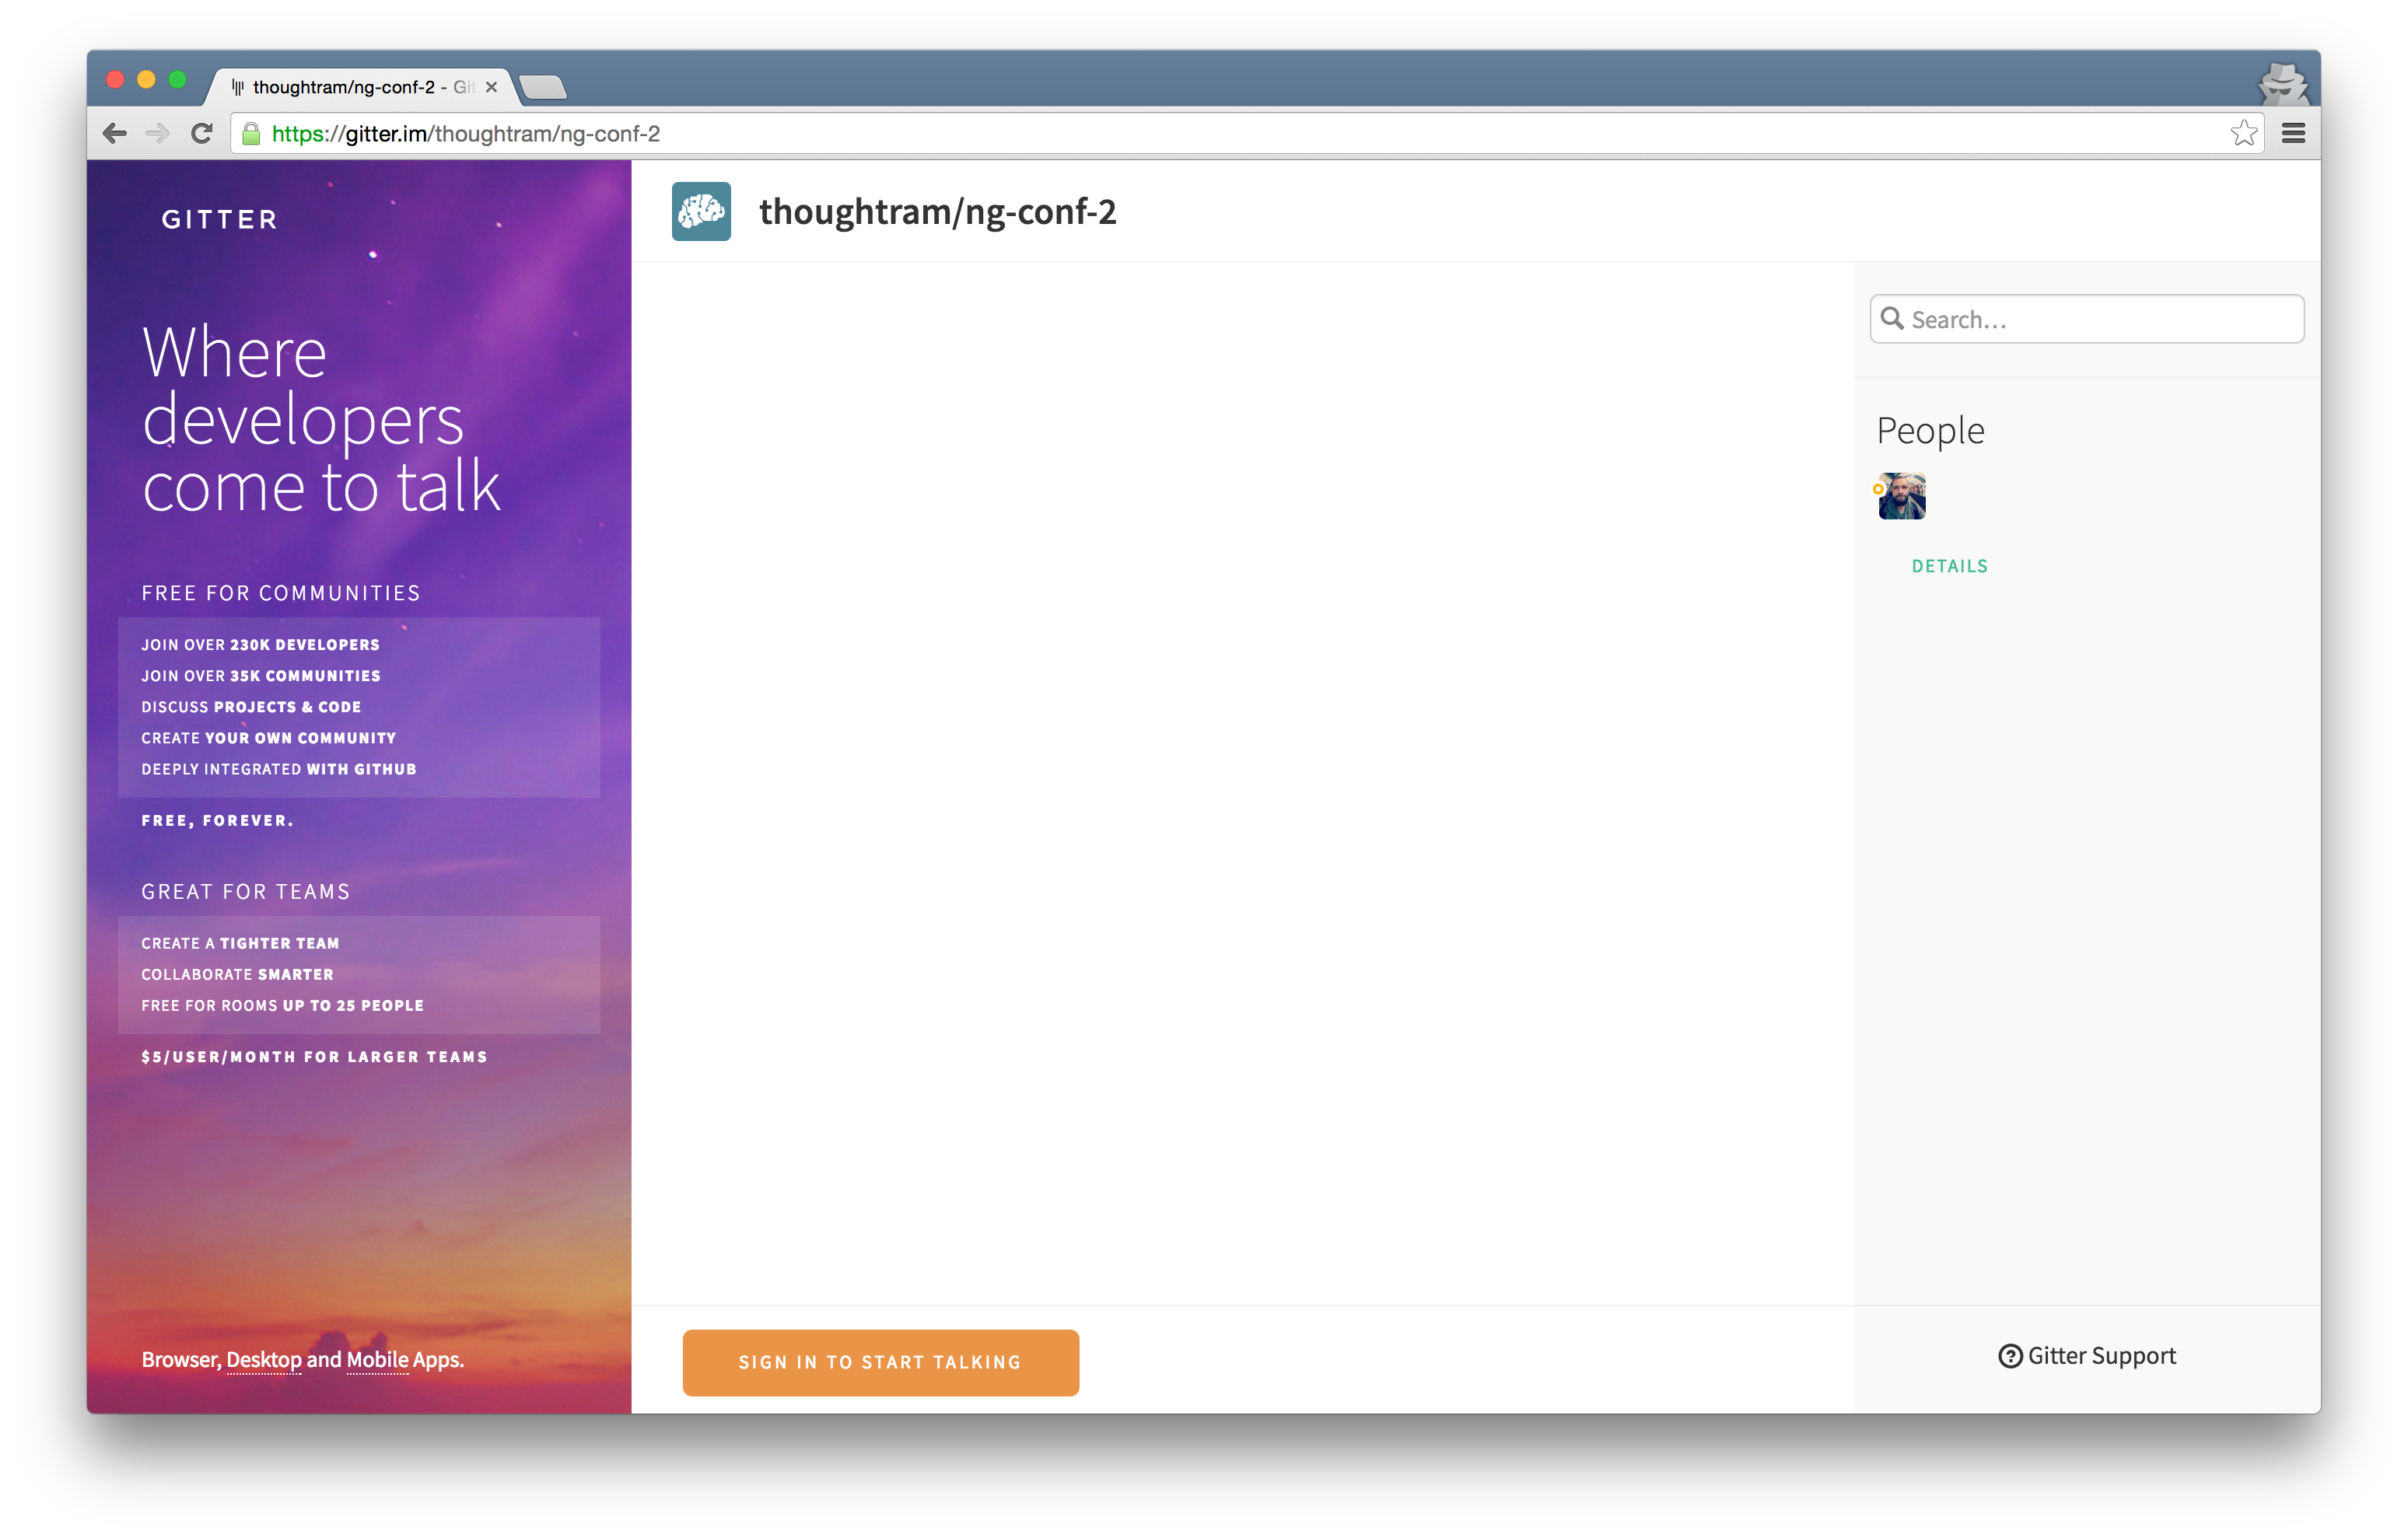 thoughtram/ng-conf-2 - Git
https://gitter.im/thoughtram/ng-conf-2
GITTER
Where
developers
come to talk
FREE FOR COMMUNITIES
JOIN OVER 230K DEVELOPERS
JOIN OVER 35K COMMUNITIES
DISCUSS PROJECTS & CODE
CREATE YOUR OWN COMMUNITY
DEEPLY INTEGRATED WITH GITHUB
FREE, FOREVER.
GREAT FOR TEAMS
CREATE A TIGHTER TEAM
COLLABORATE SMARTER
FREE FOR ROOMS UP TO 25 PEOPLE
$5/USER/MONTH FOR LARGER TEAMS
Browser, Desktop and Mobile Apps.
thoughtram/ng-conf-2
SIGN IN TO START TALKING
Search...
People
DETAILS
Gitter Support